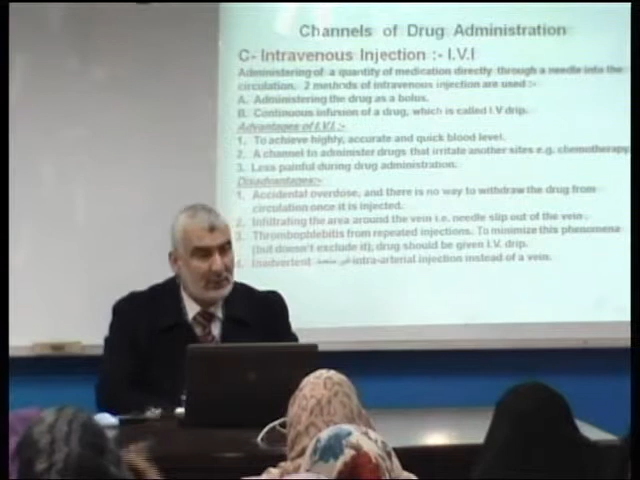 Channels of Drug Administration
C- Intravenous Injection :- I.V.I
Administering of a quantity of medication directly through a needle into the
circulation. 2 methods of intravenous injection are used :-
A. Administering the drug as a bolus.
B. Continuous infusion of a drug, which is called I.V drip.
Advantages of I.V.I :-
1. To achieve highly, accurate and quick blood level.
2. A channel to administer drugs that irritate another sites e.g. chemotherapy
3. Less painful during drug administration.
Disadvantages:-
1. Accidental overdose, and there is no way to withdraw the drug from
circulation once it is injected.
2. Infiltrating the area around the vein i.e. needle slip out of the vein.
3. Thrombophlebitis from repeated injections. To minimize this phenomena
(but doesn't exclude it); drug should be given I.V. drip.
4. Inadvertent intra-arterial injection instead of a vein.